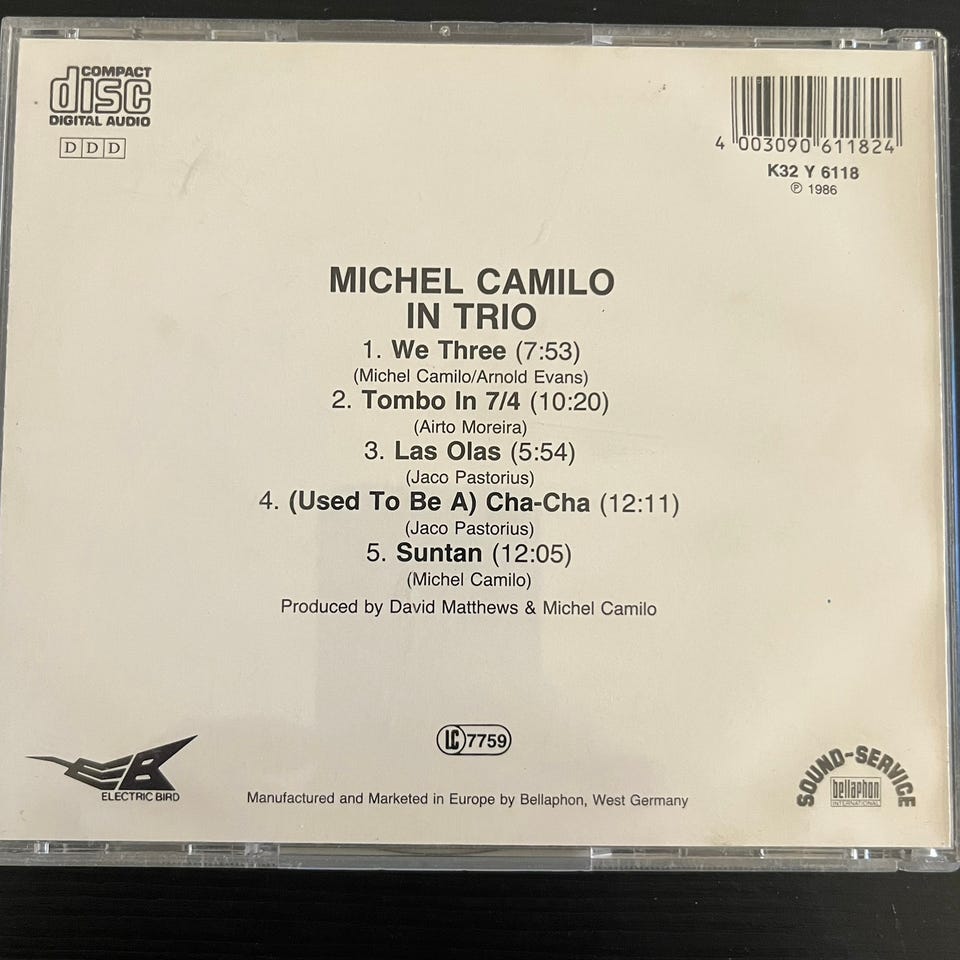 COMPACT
disc
DIGITAL AUDIO
D D D
4 003090 611824
K32 Y 6118
℗ 1986
MICHEL CAMILO
IN TRIO
1. We Three (7:53)
(Michel Camilo/Arnold Evans)
2. Tombo In 7/4 (10:20)
(Airto Moreira)
3. Las Olas (5:54)
(Jaco Pastorius)
4. (Used To Be A) Cha-Cha (12:11)
(Jaco Pastorius)
5. Suntan (12:05)
(Michel Camilo)
Produced by David Matthews & Michel Camilo
LC 7759
EB
ELECTRIC BIRD
Manufactured and Marketed in Europe by Bellaphon, West Germany
SOUND-SERVICE
bellaphon
INTERNATIONAL